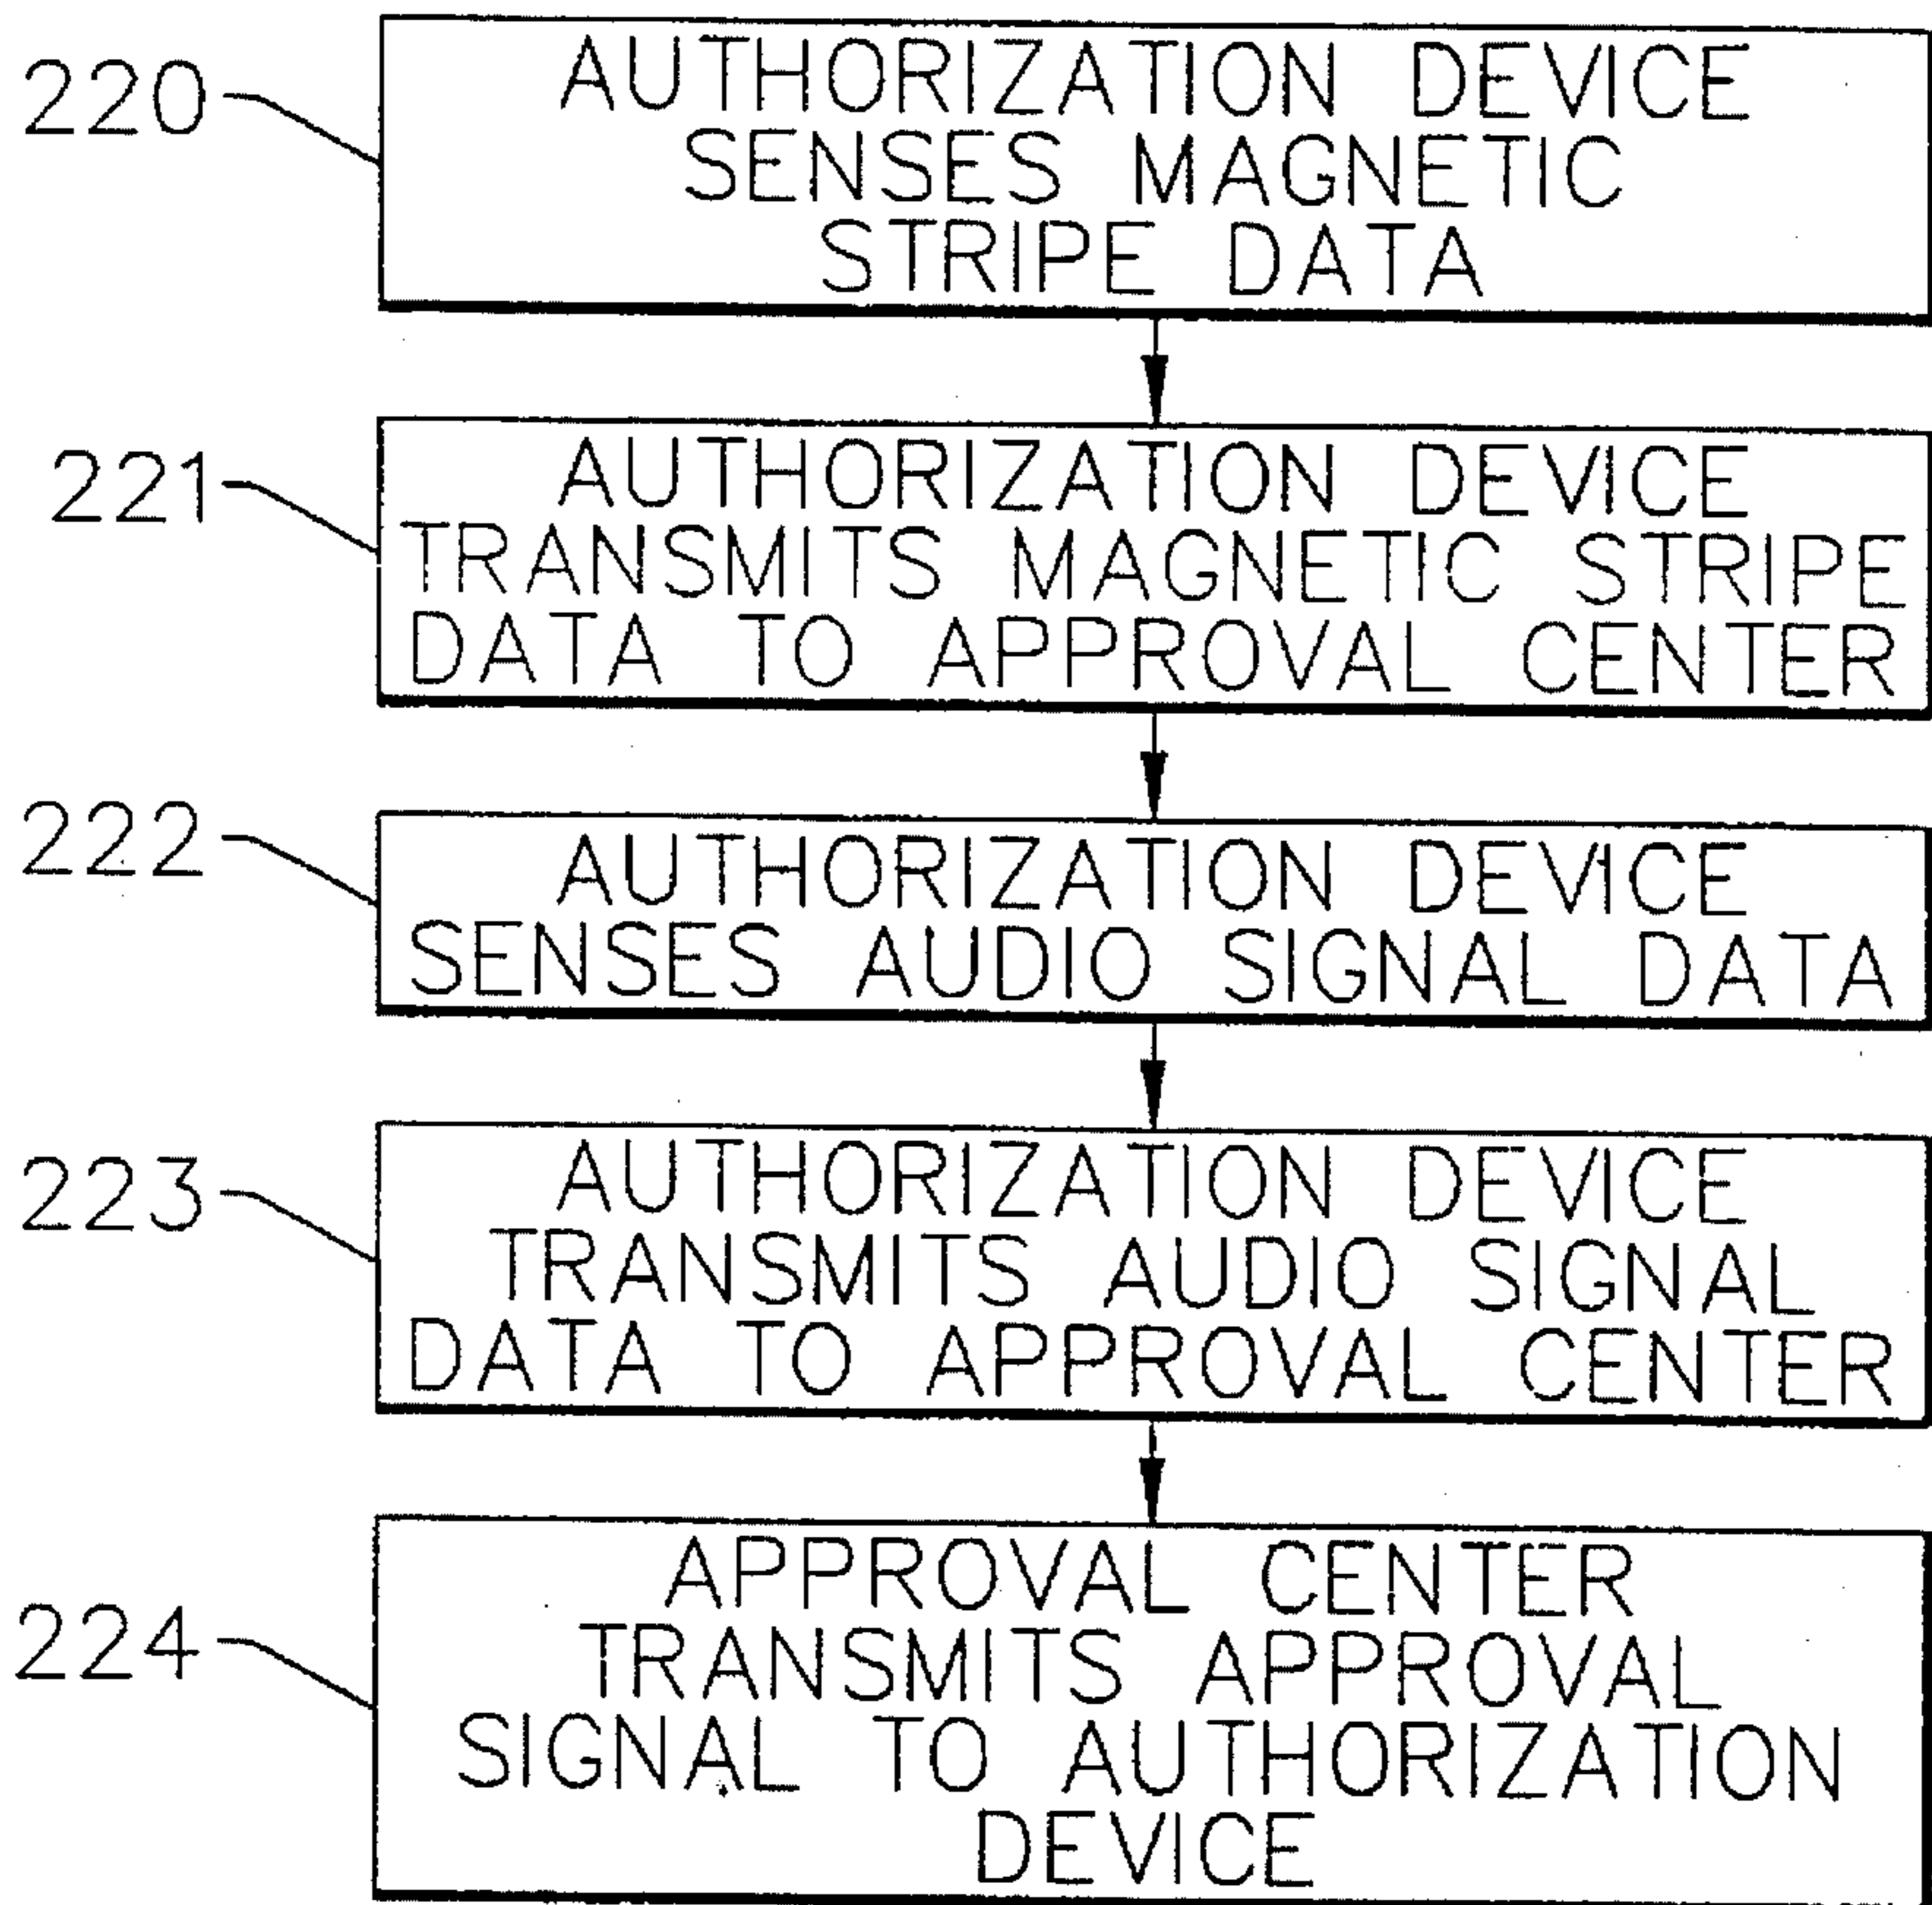 220
AUTHORIZATION DEVICE
SENSES MAGNETIC
STRIPE DATA
221
AUTHORIZATION DEVICE
TRANSMITS MAGNETIC STRIPE
DATA TO APPROVAL CENTER
222
AUTHORIZATION DEVICE
SENSES AUDIO SIGNAL DATA
223
AUTHORIZATION DEVICE
TRANSMITS AUDIO SIGNAL
DATA TO APPROVAL CENTER
224
APPROVAL CENTER
TRANSMITS APPROVAL
SIGNAL TO AUTHORIZATION
DEVICE